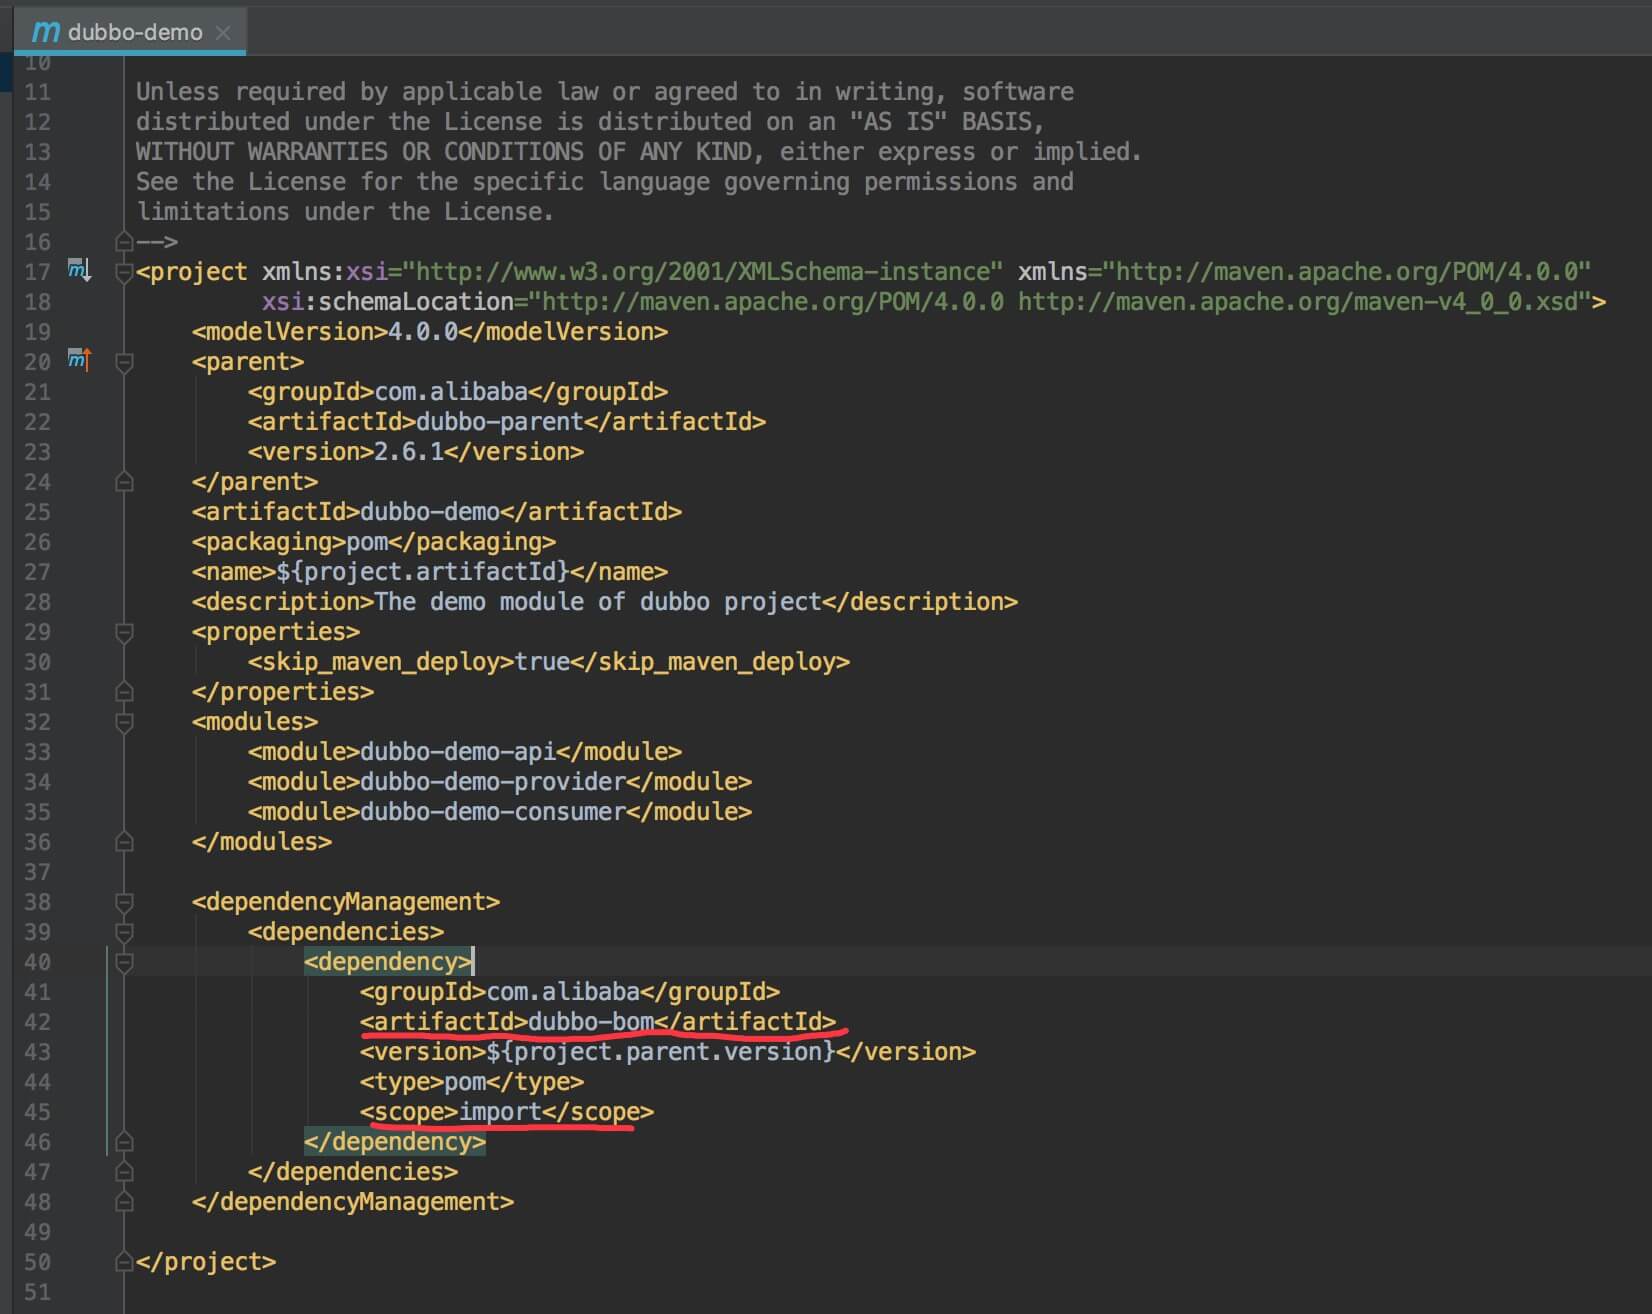 m dubbo-demo ×
10
11 Unless required by applicable law or agreed to in writing, software
12 distributed under the License is distributed on an "AS IS" BASIS,
13 WITHOUT WARRANTIES OR CONDITIONS OF ANY KIND, either express or implied.
14 See the License for the specific language governing permissions and
15 limitations under the License.
16 -->
17 m <project xmlns:xsi="http://www.w3.org/2001/XMLSchema-instance" xmlns="http://maven.apache.org/POM/4.0.0"
18 xsi:schemaLocation="http://maven.apache.org/POM/4.0.0 http://maven.apache.org/maven-v4_0_0.xsd">
19 <modelVersion>4.0.0</modelVersion>
20 m <parent>
21 <groupId>com.alibaba</groupId>
22 <artifactId>dubbo-parent</artifactId>
23 <version>2.6.1</version>
24 </parent>
25 <artifactId>dubbo-demo</artifactId>
26 <packaging>pom</packaging>
27 <name>${project.artifactId}</name>
28 <description>The demo module of dubbo project</description>
29 <properties>
30 <skip_maven_deploy>true</skip_maven_deploy>
31 </properties>
32 <modules>
33 <module>dubbo-demo-api</module>
34 <module>dubbo-demo-provider</module>
35 <module>dubbo-demo-consumer</module>
36 </modules>
37
38 <dependencyManagement>
39 <dependencies>
40 <dependency>
41 <groupId>com.alibaba</groupId>
42 <artifactId>dubbo-bom</artifactId>
43 <version>${project.parent.version}</version>
44 <type>pom</type>
45 <scope>import</scope>
46 </dependency>
47 </dependencies>
48 </dependencyManagement>
49
50 </project>
51